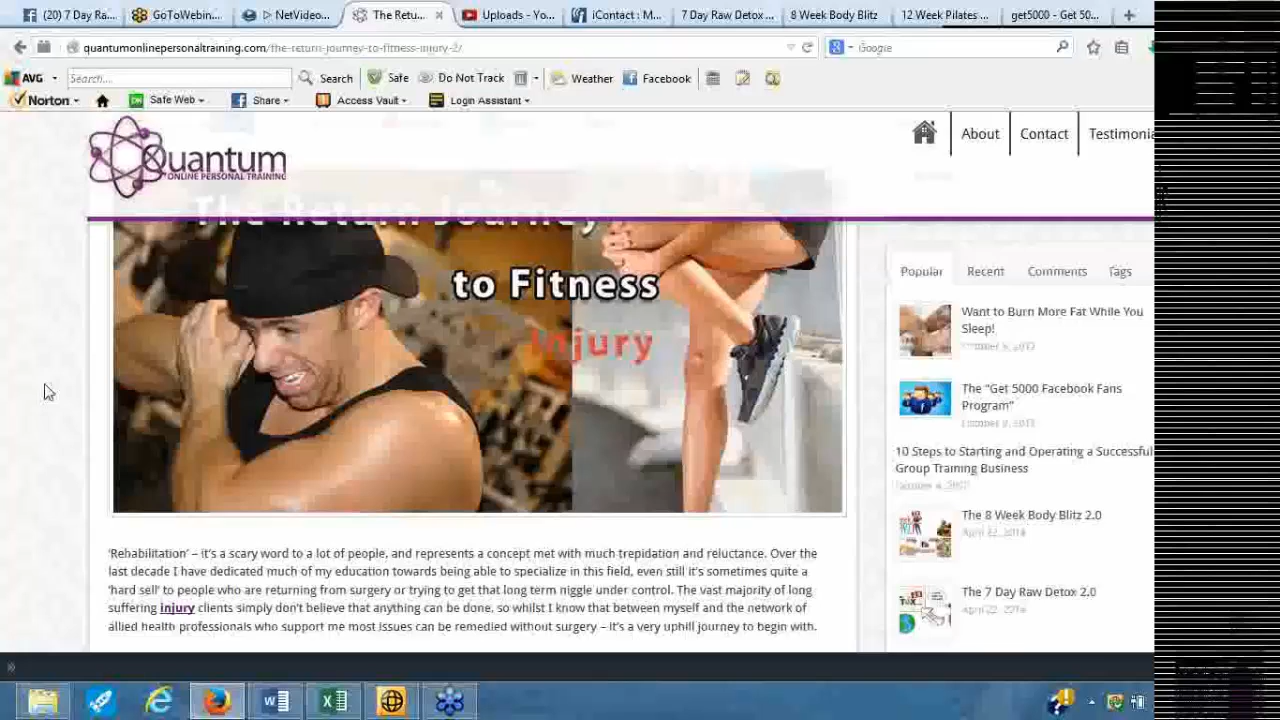 (20) 7 Day Ra...
GoToWebin...
NetVideo...
The Retu...
Uploads - Yo...
iContact : M...
7 Day Raw Detox ...
8 Week Body Blitz
12 Week Pilates ...
get5000 - Get 50...
quantumonlinepersonaltraining.com/the-return-journey-to-fitness-injury
Google
AVG
Search....
Search
Safe
Do Not Track
Weather
Facebook
Norton
Safe Web
Share
Access Vault
Login Assistant
Quantum
ONLINE PERSONAL TRAINING
About
Contact
Testimonia
The Return Journey
to Fitness
Injury
Popular
Recent
Comments
Tags
Want to Burn More Fat While You
Sleep!
The "Get 5000 Facebook Fans
Program"
10 Steps to Starting and Operating a Successful
Group Training Business
The 8 Week Body Blitz 2.0
The 7 Day Raw Detox 2.0
'Rehabilitation' – it's a scary word to a lot of people, and represents a concept met with much trepidation and reluctance. Over the
last decade I have dedicated much of my education towards being able to specialize in this field, even still it's sometimes quite a
'hard sell' to people who are returning from surgery or trying to get that long term niggle under control. The vast majority of long
suffering injury clients simply don't believe that anything can be done, so whilst I know that between myself and the network of
allied health professionals who support me most issues can be remedied without surgery – it's a very uphill journey to begin with.